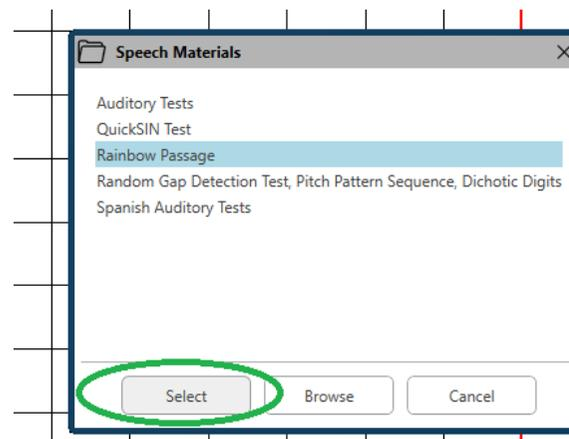 Speech Materials
Auditory Tests
QuickSIN Test
Rainbow Passage
Random Gap Detection Test, Pitch Pattern Sequence, Dichotic Digits
Spanish Auditory Tests
Select Browse Cancel